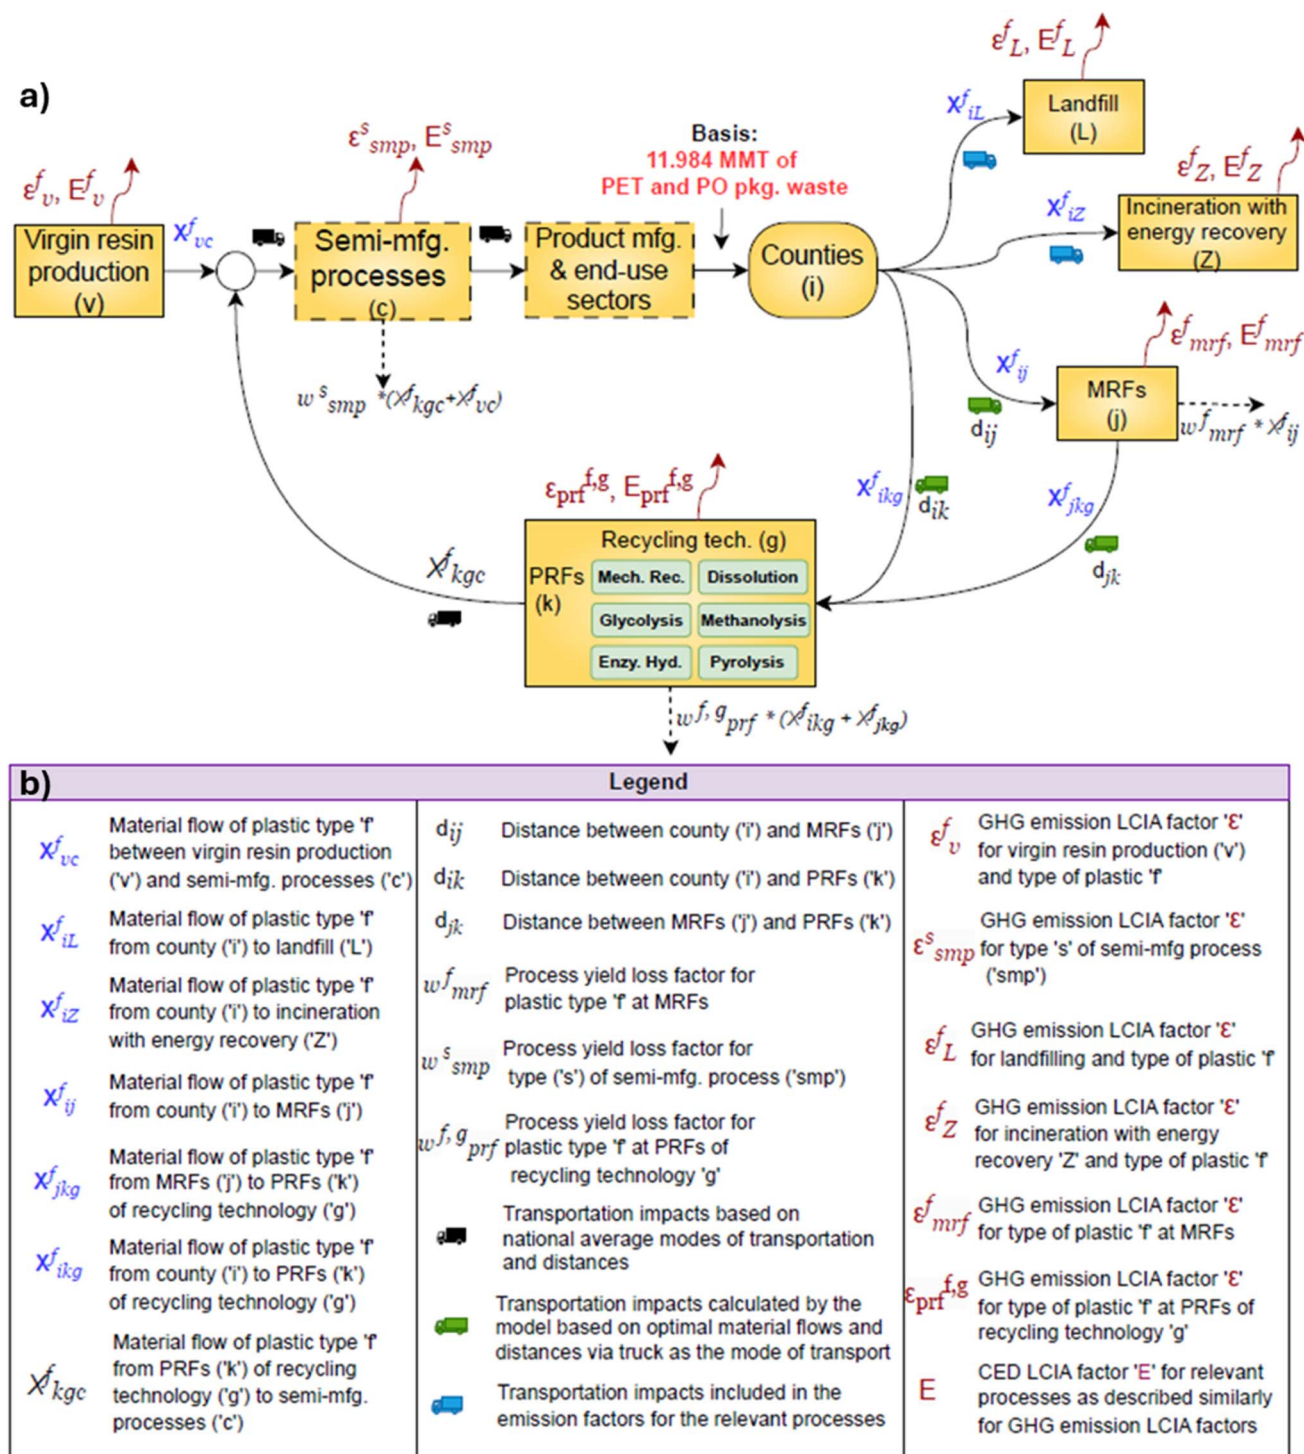 a)
ε^f_L, E^f_L
X^f_iL
Landfill
(L)
ε^s_smp, E^s_smp
Basis:
11.984 MMT of
PET and PO pkg. waste
ε^f_v, E^f_v
ε^f_Z, E^f_Z
X^f_iZ
Incineration with
energy recovery
(Z)
Virgin resin
production
(v)
X^f_vc
Semi-mfg.
processes
(c)
Product mfg.
& end-use
sectors
Counties
(i)
w^s_smp *(X^f_kgc+X^f_vc)
ε^f_mrf, E^f_mrf
X^f_ij
d_ij
MRFs
(j)
w^f_mrf * X^f_ij
ε_prf^f,g, E_prf^f,g
X^f_ikg
d_ik
X^f_jkg
d_jk
X^f_kgc
Recycling tech. (g)
PRFs
(k)
Mech. Rec.
Dissolution
Glycolysis
Methanolysis
Enzy. Hyd.
Pyrolysis
w^f,g_prf * (X^f_ikg + X^f_jkg)
b)
Legend
X^f_vc
Material flow of plastic type 'f'
between virgin resin production
('v') and semi-mfg. processes ('c')
X^f_iL
Material flow of plastic type 'f'
from county ('i') to landfill ('L')
X^f_iZ
Material flow of plastic type 'f'
from county ('i') to incineration
with energy recovery ('Z')
X^f_ij
Material flow of plastic type 'f'
from county ('i') to MRFs ('j')
X^f_jkg
Material flow of plastic type 'f'
from MRFs ('j') to PRFs ('k')
of recycling technology ('g')
X^f_ikg
Material flow of plastic type 'f'
from county ('i') to PRFs ('k')
of recycling technology ('g')
X^f_kgc
Material flow of plastic type 'f'
from PRFs ('k') of recycling
technology ('g') to semi-mfg.
processes ('c')
d_ij
Distance between county ('i') and MRFs ('j')
d_ik
Distance between county ('i') and PRFs ('k')
d_jk
Distance between MRFs ('j') and PRFs ('k')
w^f_mrf
Process yield loss factor for
plastic type 'f' at MRFs
w^s_smp
Process yield loss factor for
type ('s') of semi-mfg. process ('smp')
w^f,g_prf
Process yield loss factor for
plastic type 'f' at PRFs of
recycling technology 'g'
Transportation impacts based on
national average modes of transportation
and distances
Transportation impacts calculated by the
model based on optimal material flows and
distances via truck as the mode of transport
Transportation impacts included in the
emission factors for the relevant processes
ε^f_v
GHG emission LCIA factor 'Ɛ'
for virgin resin production ('v')
and type of plastic 'f'
ε^s_smp
GHG emission LCIA factor 'Ɛ'
for type 's' of semi-mfg process
('smp')
ε^f_L
GHG emission LCIA factor 'Ɛ'
for landfilling and type of plastic 'f'
ε^f_Z
GHG emission LCIA factor 'Ɛ'
for incineration with energy
recovery 'Z' and type of plastic 'f'
ε^f_mrf
GHG emission LCIA factor 'Ɛ'
for type of plastic 'f' at MRFs
ε_prf^f,g
GHG emission LCIA factor 'Ɛ'
for type of plastic 'f' at PRFs of
recycling technology 'g'
E
CED LCIA factor 'E' for relevant
processes as described similarly
for GHG emission LCIA factors